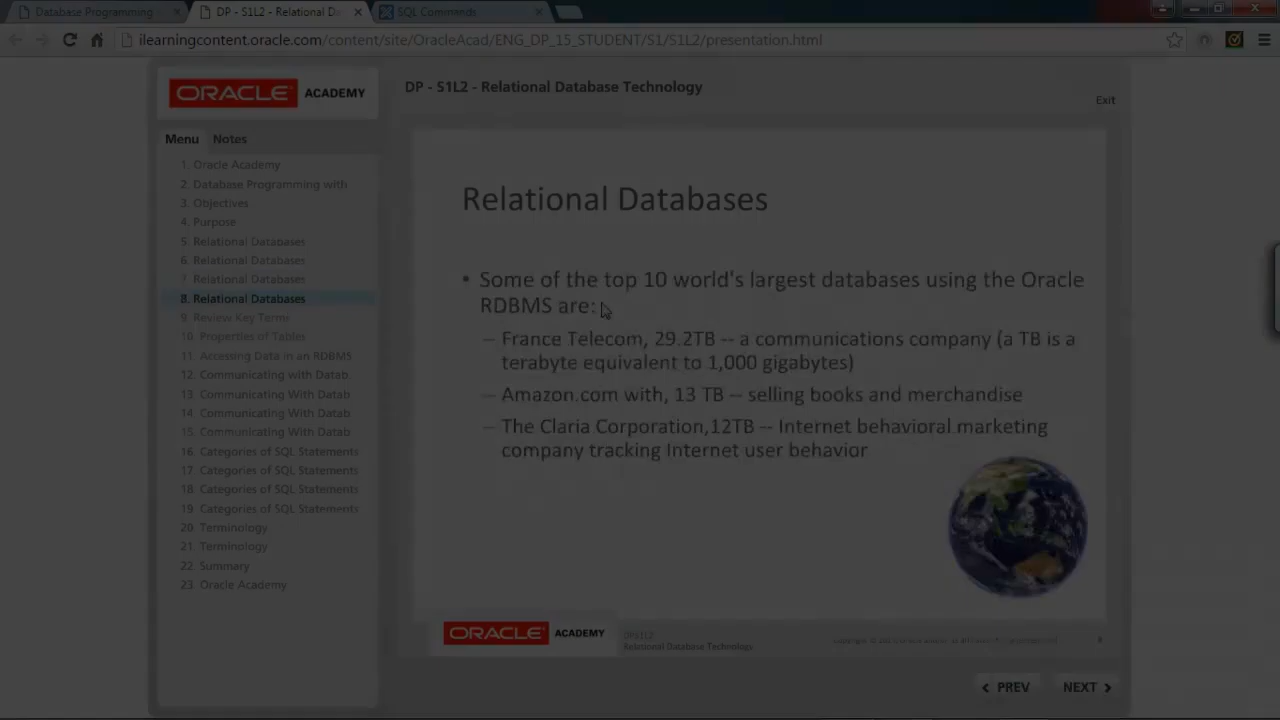 Database Programming
DP - S1L2 - Relational Da
SQL Commands
ilearningcontent.oracle.com/content/site/OracleAcad/ENG_DP_15_STUDENT/S1/S1L2/presentation.html
ORACLE ACADEMY
DP - S1L2 - Relational Database Technology
Exit
Menu Notes
1. Oracle Academy
2. Database Programming with
3. Objectives
4. Purpose
5. Relational Databases
6. Relational Databases
7. Relational Databases
8. Relational Databases
9. Review Key Terms
10. Properties of Tables
11. Accessing Data in an RDBMS
12. Communicating with Datab
13. Communicating With Datab
14. Communicating With Datab
15. Communicating With Datab
16. Categories of SQL Statements
17. Categories of SQL Statements
18. Categories of SQL Statements
19. Categories of SQL Statements
20. Terminology
21. Terminology
22. Summary
23. Oracle Academy
Relational Databases
• Some of the top 10 world's largest databases using the Oracle
RDBMS are:
– France Telecom, 29.2TB -- a communications company (a TB is a
terabyte equivalent to 1,000 gigabytes)
– Amazon.com with, 13 TB -- selling books and merchandise
– The Claria Corporation,12TB -- Internet behavioral marketing
company tracking Internet user behavior
ORACLE ACADEMY
DPS1L2
Relational Database Technology
8
PREV
NEXT